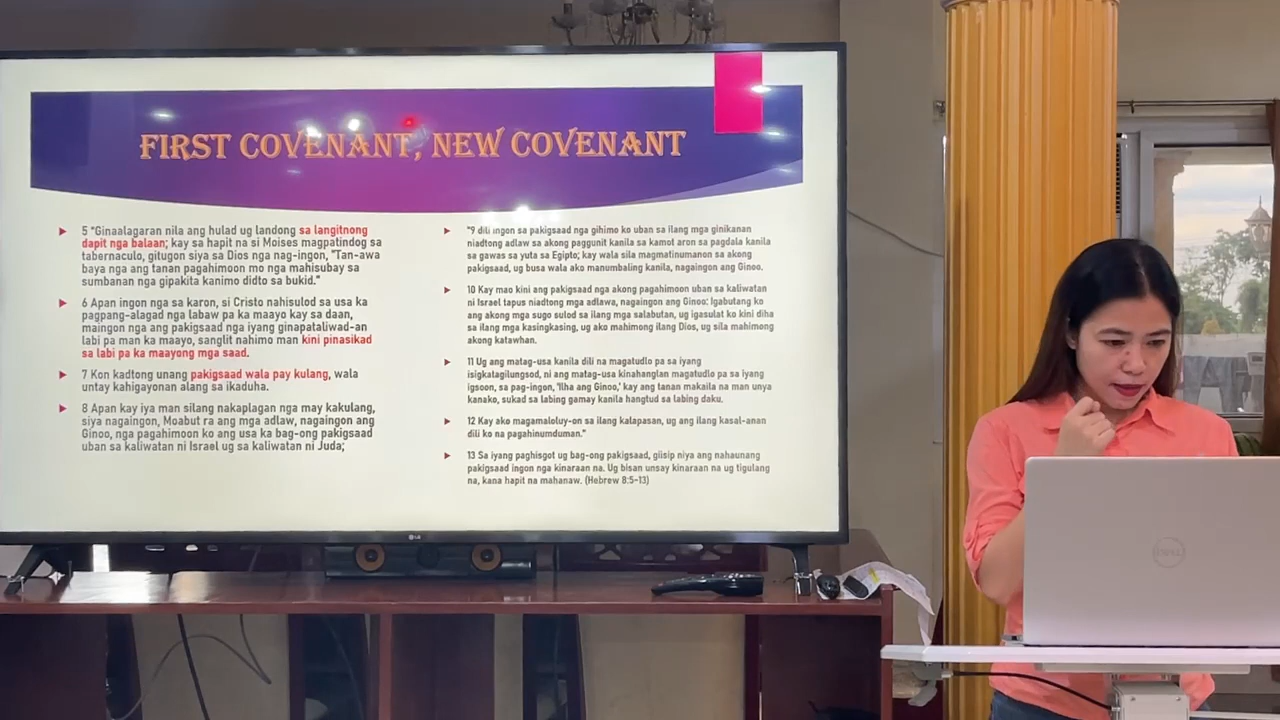 FIRST COVENANT, NEW COVENANT
5 "Ginaalagaran nila ang hulad ug landong sa langitnong
dapit nga balaan; kay sa hapit na si Moises magpatindog sa
tabernaculo, gitugon siya sa Dios nga nag-ingon, "Tan-awa
baya nga ang tanan pagahimoon mo nga mahisubay sa
sumbanan nga gipakita kanimo didto sa bukid."
6 Apan ingon nga sa karon, si Cristo nahisulod sa usa ka
pagpang-alagad nga labaw pa ka maayo kay sa daan,
maingon nga ang pakigsaad nga iyang ginapataliwad-an
labi pa man ka maayo, sanglit nahimo man kini pinasikad
sa labi pa ka maayong mga saad.
7 Kon kadtong unang pakigsaad wala pay kulang, wala
untay kahigayonan alang sa ikaduha.
8 Apan kay iya man silang nakaplagan nga may kakulang,
siya nagaingon, Moabut ra ang mga adlaw, nagaingon ang
Ginoo, nga pagahimoon ko ang usa ka bag-ong pakigsaad
uban sa kaliwatan ni Israel ug sa kaliwatan ni Juda;
"9 dili ingon sa pakigsaad nga gihimo ko uban sa ilang mga ginikanan
niadtong adlaw sa akong paggunit kanila sa kamot aron sa pagdala kanila
sa gawas sa yuta sa Egipto; kay wala sila magmatinumanon sa akong
pakigsaad, ug busa wala ako manumbaling kanila, nagaingon ang Ginoo.
10 Kay mao kini ang pakigsaad nga akong pagahimoon uban sa kaliwatan
ni Israel tapus niadtong mga adlawa, nagaingon ang Ginoo: Igabutang ko
ang akong mga sugo sulod sa ilang mga salabutan, ug igasulat ko kini diha
sa ilang mga kasingkasing, ug ako mahimong ilang Dios, ug sila mahimong
akong katawhan.
11 Ug ang matag-usa kanila dili na magatudlo pa sa iyang
isigkatagilungsod, ni ang matag-usa kinahanglan magatudlo pa sa iyang
igsoon, sa pag-ingon, 'Ilha ang Ginoo,' kay ang tanan makaila na man unya
kanako, sukad sa labing gamay kanila hangtud sa labing daku.
12 Kay ako magamaloluy-on sa ilang kalapasan, ug ang ilang kasal-anan
dili ko na pagahinumduman."
13 Sa iyang paghisgot ug bag-ong pakigsaad, giisip niya ang nahaunang
pakigsaad ingon nga kinaraan na. Ug bisan unsay kinaraan na ug tigulang
na, kana hapit na mahanaw. (Hebrew 8:5-13)
LG
DELL